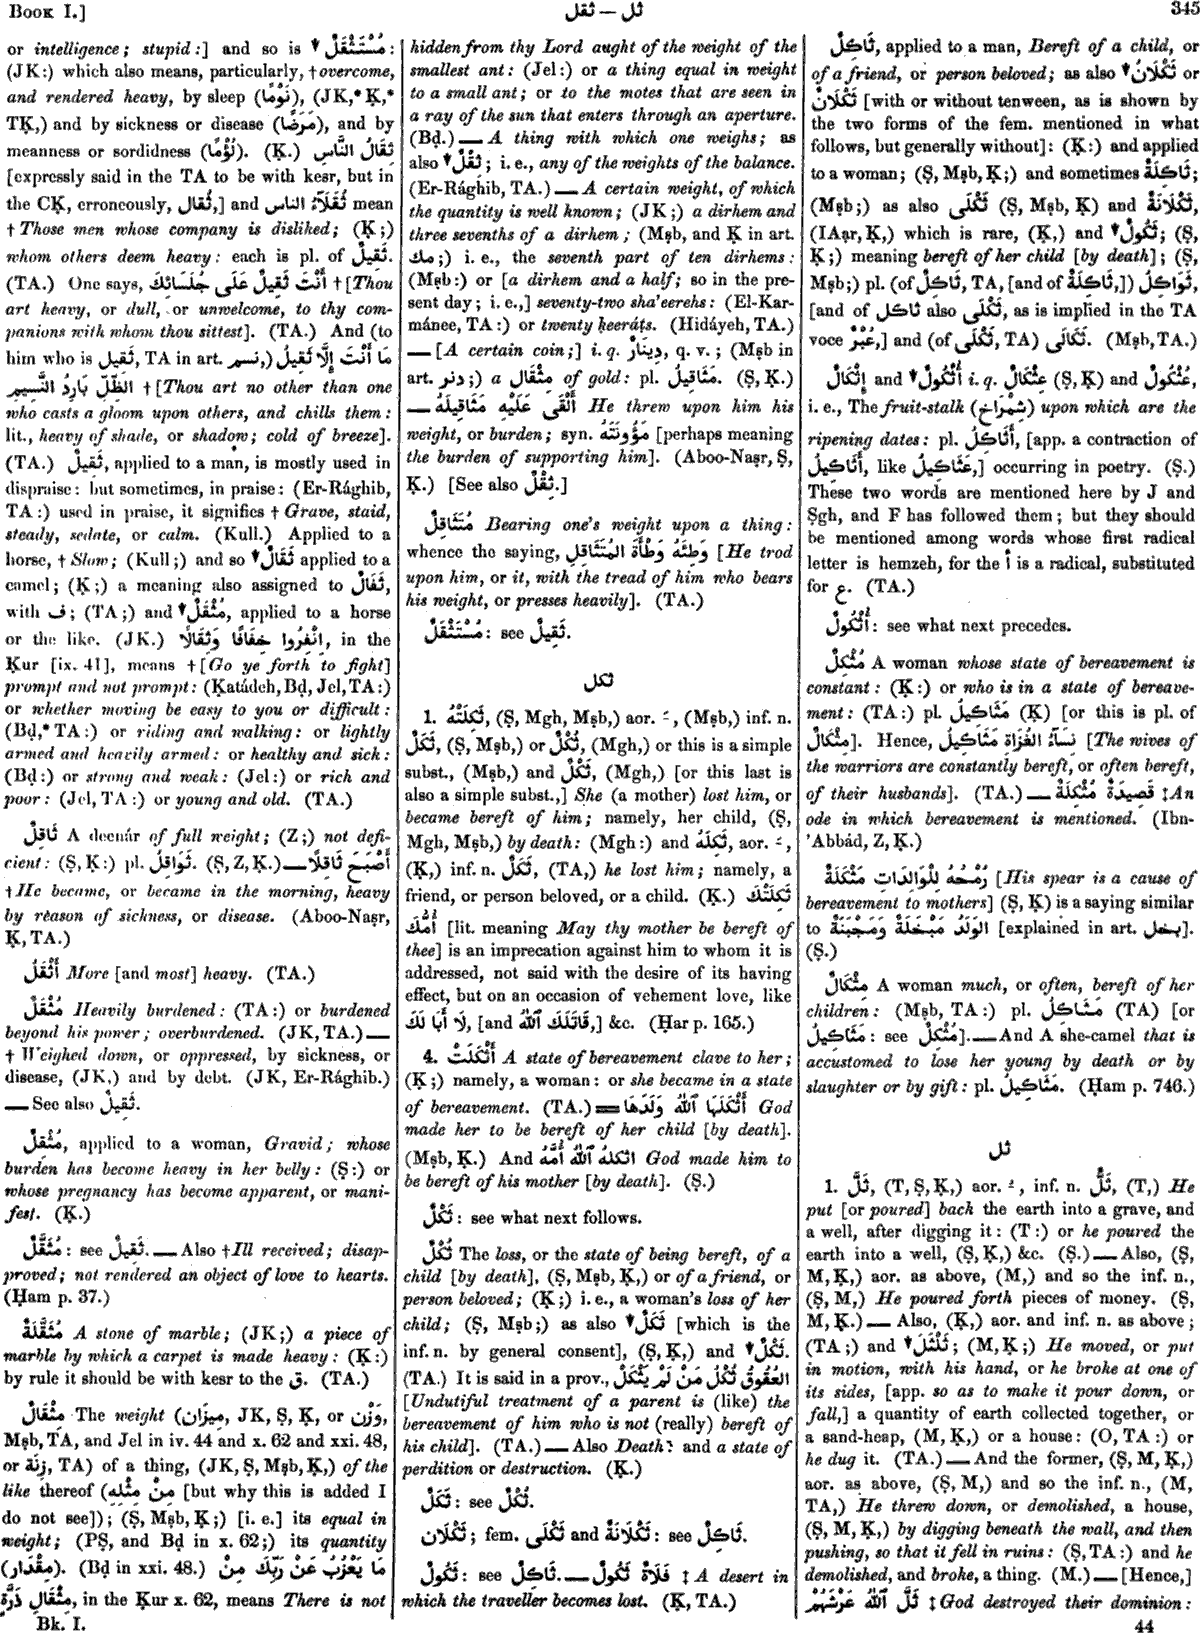 Book I.]
ثل — ثقل
345
or intelligence; stupid:] and so is ▼ مُسْتَثْقَلٌ:
(JK:) which also means, particularly, †overcome,
and rendered heavy, by sleep (نَوْمًا), (JK,* Ḳ,*
TḲ,) and by sickness or disease (مَرَضًا), and by
meanness or sordidness (لُؤْمًا). (Ḳ.) ثِقَالُ النَّاسِ
[expressly said in the TA to be with kesr, but in
the CḲ, erroneously, ثُقال,] and ثُقَلَآءُ الناس mean
† Those men whose company is disliked; (Ḳ;)
whom others deem heavy: each is pl. of ثَقِيلٌ.
(TA.) One says, أَنْتَ ثَقِيلٌ عَلَى جُلَسَائِكَ † [Thou
art heavy, or dull, or unwelcome, to thy com-
panions with whom thou sittest]. (TA.) And (to
him who is ثقيل, TA in art. نسم,) مَا أَنْتَ إِلَّا ثَقِيلُ
الظِّلِّ بَارِدُ النَّسِيمِ † [Thou art no other than one
who casts a gloom upon others, and chills them:
lit., heavy of shade, or shadow; cold of breeze].
(TA.) ثَقِيلٌ, applied to a man, is mostly used in
dispraise: but sometimes, in praise: (Er-Rághib,
TA:) used in praise, it signifies † Grave, staid,
steady, sedate, or calm. (Kull.) Applied to a
horse, † Slow; (Kull;) and so ▼ ثَقَالٌ applied to a
camel; (Ḳ;) a meaning also assigned to ثَفَالٌ,
with ف; (TA;) and ▼ مُثْقَلٌ, applied to a horse
or the like. (JK.) اِنْفِرُوا خِفَافًا وَثِقَالًا, in the
Ḳur [ix. 41], means † [Go ye forth to fight]
prompt and not prompt: (Ḳatádeh, Bḍ, Jel, TA:)
or whether moving be easy to you or difficult:
(Bḍ,* TA:) or riding and walking: or lightly
armed and heavily armed: or healthy and sick:
(Bḍ:) or strong and weak: (Jel:) or rich and
poor: (Jel, TA:) or young and old. (TA.)
ثَاقِلٌ A deenár of full weight; (Z;) not defi-
cient: (Ṣ, Ḳ:) pl. ثَوَاقِلُ. (Ṣ, Z, Ḳ.) — أَصْبَحَ ثَاقِلًا
† He became, or became in the morning, heavy
by reason of sickness, or disease. (Aboo-Naṣr,
Ḳ, TA.)
أَثْقَلُ More [and most] heavy. (TA.)
مُثْقَلٌ Heavily burdened: (TA:) or burdened
beyond his power; overburdened. (JK, TA.) —
† Weighed down, or oppressed, by sickness, or
disease, (JK,) and by debt. (JK, Er-Rághib.)
— See also ثَقِيلٌ.
مُثْقِلٌ, applied to a woman, Gravid; whose
burden has become heavy in her belly: (Ṣ:) or
whose pregnancy has become apparent, or mani-
fest. (Ḳ.)
مُثَقَّلٌ: see ثَقِيلٌ. — Also † Ill received; disap-
proved; not rendered an object of love to hearts.
(Ḥam p. 37.)
مُثَقَّلَةٌ A stone of marble; (JK;) a piece of
marble by which a carpet is made heavy: (Ḳ:)
by rule it should be with kesr to the ق. (TA.)
مِثْقَالٌ The weight (مِيزَان, JK, Ṣ, Ḳ, or وَزْن,
Mṣb, TA, and Jel in iv. 44 and x. 62 and xxi. 48,
or زِنَة, TA) of a thing, (JK, Ṣ, Mṣb, Ḳ,) of the
like thereof (مِنْ مِثْلِهِ [but why this is added I
do not see]); (Ṣ, Mṣb, Ḳ;) [i. e.] its equal in
weight; (PṢ, and Bḍ in x. 62;) its quantity
(مِقْدَار). (Bḍ in xxi. 48.) مَا يَعْزُبُ عَنْ رَبِّكَ مِنْ
مِثْقَالِ ذَرَّةٍ, in the Ḳur x. 62, means There is not
Bk. I.
hidden from thy Lord aught of the weight of the
smallest ant: (Jel:) or a thing equal in weight
to a small ant; or to the motes that are seen in
a ray of the sun that enters through an aperture.
(Bḍ.) — A thing with which one weighs; as
also ▼ ثِقْلٌ; i. e., any of the weights of the balance.
(Er-Rághib, TA.) — A certain weight, of which
the quantity is well known; (JK;) a dirhem and
three sevenths of a dirhem; (Mṣb, and Ḳ in art.
مك;) i. e., the seventh part of ten dirhems:
(Mṣb:) or [a dirhem and a half; so in the pre-
sent day; i. e.,] seventy-two sha'eerehs: (El-Kar-
mánee, TA:) or twenty ḳeeráṭs. (Hidáyeh, TA.)
— [A certain coin;] i. q. دِينَارٌ, q. v.; (Mṣb in
art. دنر;) a مِثْقَال of gold: pl. مَثَاقِيلُ. (Ṣ, Ḳ.)
— أَلْقَى عَلَيْهِ مَثَاقِيلَهُ He threw upon him his
weight, or burden; syn. مَؤُونَتَهُ [perhaps meaning
the burden of supporting him]. (Aboo-Naṣr, Ṣ,
Ḳ.) [See also ثِقْلٌ.]
مُتَثَاقِلٌ Bearing one's weight upon a thing:
whence the saying, وَطِئَهُ وَطْأَةَ المُتَثَاقِلِ [He trod
upon him, or it, with the tread of him who bears
his weight, or presses heavily]. (TA.)
مُسْتَثْقَلٌ: see ثَقِيلٌ.
ثكل
1. ثَكِلَتْهُ, (Ṣ, Mgh, Mṣb,) aor. ـَ, (Mṣb,) inf. n.
ثَكَلٌ, (Ṣ, Mṣb,) or ثُكْلٌ, (Mgh,) or this is a simple
subst., (Mṣb,) and ثَكَلٌ, (Mgh,) [or this last is
also a simple subst.,] She (a mother) lost him, or
became bereft of him; namely, her child, (Ṣ,
Mgh, Mṣb,) by death: (Mgh:) and ثَكِلَهُ, aor. ـَ,
(Ḳ,) inf. n. ثَكَلٌ, (TA,) he lost him; namely, a
friend, or person beloved, or a child. (Ḳ.) ثَكِلَتْكَ
أُمُّكَ [lit. meaning May thy mother be bereft of
thee] is an imprecation against him to whom it is
addressed, not said with the desire of its having
effect, but on an occasion of vehement love, like
لَا أَبَا لَكَ, [and قَاتَلَكَ ٱللّٰهُ,] &c. (Ḥar p. 165.)
4. أَثْكَلَتْ A state of bereavement clave to her;
(Ḳ;) namely, a woman: or she became in a state
of bereavement. (TA.) = أَثْكَلَهَا ٱللّٰهُ وَلَدَهَا God
made her to be bereft of her child [by death].
(Mṣb, Ḳ.) And اثكلهُ ٱللّٰهُ أُمَّهُ God made him to
be bereft of his mother [by death]. (Ṣ.)
ثَكْلٌ: see what next follows.
ثُكْلٌ The loss, or the state of being bereft, of a
child [by death], (Ṣ, Mṣb, Ḳ,) or of a friend, or
person beloved; (Ḳ;) i. e., a woman's loss of her
child; (Ṣ, Mṣb;) as also ▼ ثَكَلٌ [which is the
inf. n. by general consent], (Ṣ, Ḳ,) and ▼ ثَكْلٌ.
(TA.) It is said in a prov., العُقُوقُ ثُكْلُ مَنْ لَمْ يَثْكَلْ
[Undutiful treatment of a parent is (like) the
bereavement of him who is not (really) bereft of
his child]. (TA.) — Also Death: and a state of
perdition or destruction. (Ḳ.)
ثَكَلٌ: see ثُكْلٌ.
ثَكْلَان; fem. ثَكْلَى and ثَكْلَانَةٌ: see ثَاكِلٌ.
ثَكُولٌ: see ثَاكِلٌ. — فَلَاةٌ ثَكُولٌ ‡ A desert in
which the traveller becomes lost. (Ḳ, TA.)
ثَاكِلٌ, applied to a man, Bereft of a child, or
of a friend, or person beloved; as also ▼ ثَكْلَانُ or
ثَكْلَانٌ [with or without tenween, as is shown by
the two forms of the fem. mentioned in what
follows, but generally without]: (Ḳ:) and applied
to a woman; (Ṣ, Mṣb, Ḳ;) and sometimes ثَاكِلَةٌ;
(Mṣb;) as also ثَكْلَى (Ṣ, Mṣb, Ḳ) and ثَكْلَانَةٌ,
(IAạr, Ḳ,) which is rare, (Ḳ,) and ▼ ثَكُولٌ; (Ṣ,
Ḳ;) meaning bereft of her child [by death]; (Ṣ,
Mṣb;) pl. (of ثَاكِلٌ, TA, [and of ثَاكِلَةٌ,]) ثَوَاكِلُ
[and of ثاكل also ثَكْلَى, as is implied in the TA
voce عُبْرٌ,] and (of ثَكْلَى, TA) ثَكَالَى. (Mṣb, TA.)
إِثْكَالٌ and ▼ أُثْكُولٌ i. q. عِثْكَالٌ (Ṣ, Ḳ) and عُثْكُولٌ,
i. e., The fruit-stalk (شِمْرَاخ) upon which are the
ripening dates: pl. أَثَاكِلُ, [app. a contraction of
أَثَاكِيلُ, like عَثَاكِيلُ,] occurring in poetry. (Ṣ.)
These two words are mentioned here by J and
Ṣgh, and F has followed them; but they should
be mentioned among words whose first radical
letter is hemzeh, for the أ is a radical, substituted
for ع. (TA.)
أُثْكُولٌ: see what next precedes.
مُثْكِلٌ A woman whose state of bereavement is
constant: (Ḳ:) or who is in a state of bereave-
ment: (TA:) pl. مَثَاكِيلُ (Ḳ) [or this is pl. of
مِثْكَالٌ]. Hence, نِسَآءُ الغُزَاةِ مَثَاكِيلُ [The wives of
the warriors are constantly bereft, or often bereft,
of their husbands]. (TA.) — قَصِيدَةٌ مُثْكِلَةٌ ‡ An
ode in which bereavement is mentioned. (Ibn-
'Abbád, Z, Ḳ.)
رُمْحُهُ لِلْوَالِدَاتِ مَثْكَلَةٌ [His spear is a cause of
bereavement to mothers] (Ṣ, Ḳ) is a saying similar
to الوَلَدُ مَبْخَلَةٌ وَمَجْبَنَةٌ [explained in art. بخل].
(Ṣ.)
مِثْكَالٌ A woman much, or often, bereft of her
children: (Mṣb, TA:) pl. مَثَاكِلُ (TA) [or
مَثَاكِيلُ: see مُثْكِلٌ]. — And A she-camel that is
accustomed to lose her young by death or by
slaughter or by gift: pl. مَثَاكِيلُ. (Ḥam p. 746.)
ثل
1. ثَلَّ, (T, Ṣ, Ḳ,) aor. ـُ, inf. n. ثَلٌّ, (T,) He
put [or poured] back the earth into a grave, and
a well, after digging it: (T:) or he poured the
earth into a well, (Ṣ, Ḳ,) &c. (Ṣ.) — Also, (Ṣ,
M, Ḳ,) aor. as above, (M,) and so the inf. n.,
(Ṣ, M,) He poured forth pieces of money. (Ṣ,
M, Ḳ.) — Also, (Ḳ,) aor. and inf. n. as above;
(TA;) and ▼ ثَلْثَلَ; (M, Ḳ;) He moved, or put
in motion, with his hand, or he broke at one of
its sides, [app. so as to make it pour down, or
fall,] a quantity of earth collected together, or
a sand-heap, (M, Ḳ,) or a house: (O, TA:) or
he dug it. (TA.) — And the former, (Ṣ, M, Ḳ,)
aor. as above, (Ṣ, M,) and so the inf. n., (M,
TA,) He threw down, or demolished, a house,
(Ṣ, M, Ḳ,) by digging beneath the wall, and then
pushing, so that it fell in ruins: (Ṣ, TA:) and he
demolished, and broke, a thing. (M.) — [Hence,]
ثَلَّ ٱللّٰهُ عَرْشَهُمْ ‡ God destroyed their dominion:
44